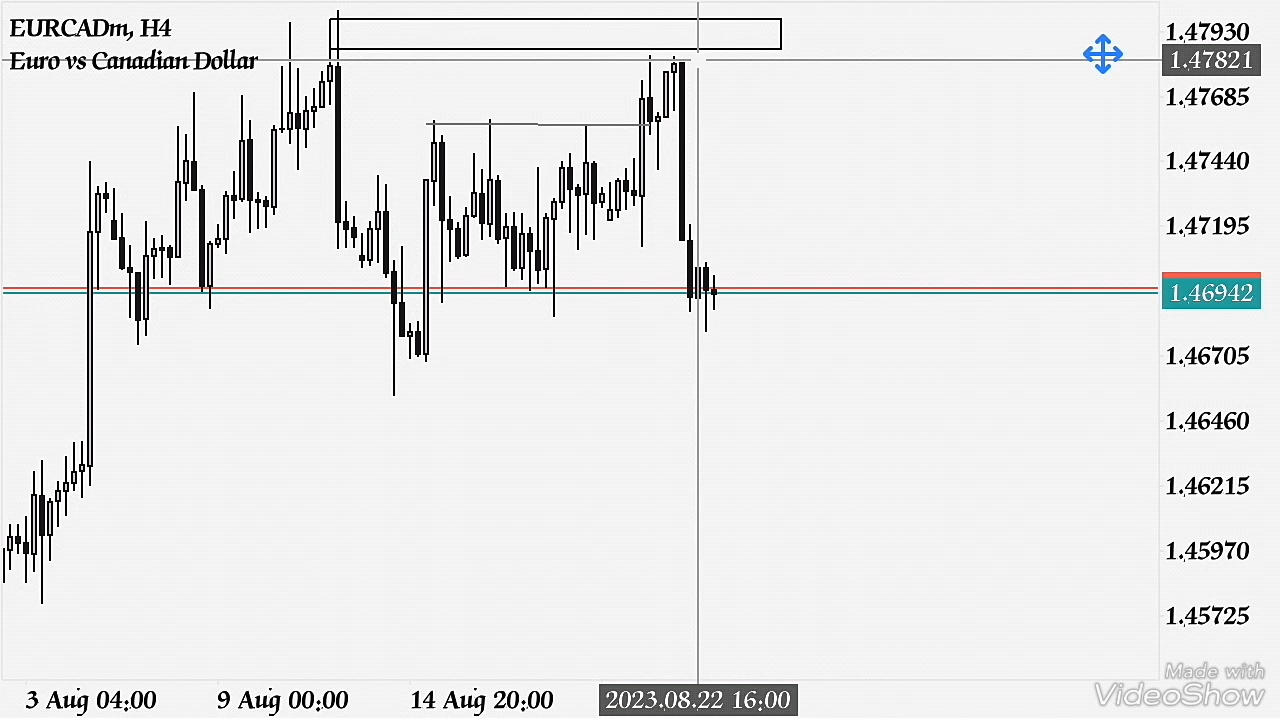 EURCADm, H4
Euro vs Canadian Dollar
1.47930
1.47821
1.47685
1.47440
1.47195
1.46942
1.46705
1.46460
1.46215
1.45970
1.45725
3 Aug 04:00
9 Aug 00:00
14 Aug 20:00
2023.08.22 16:00
Made with
VideoShow